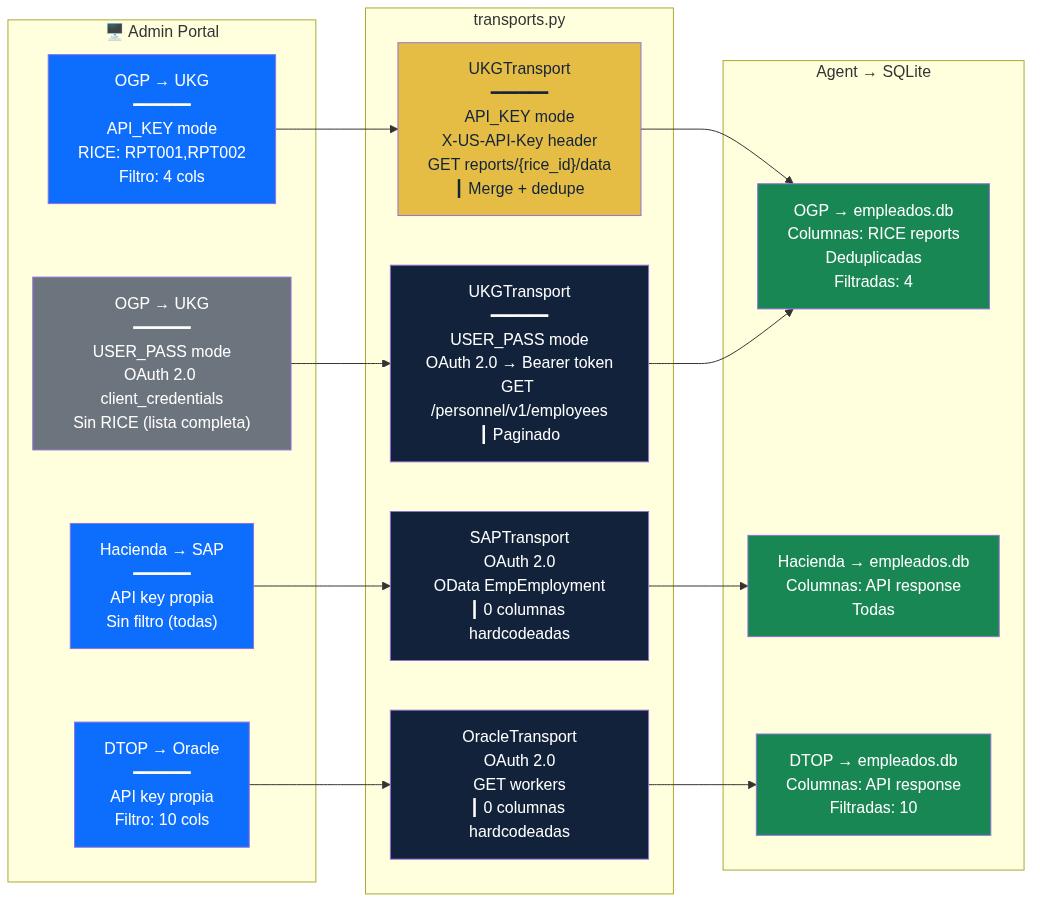 🖥️ Admin Portal
OGP → UKG
━━━━━━
API_KEY mode
RICE: RPT001,RPT002
Filtro: 4 cols
OGP → UKG
━━━━━━
USER_PASS mode
OAuth 2.0
client_credentials
Sin RICE (lista completa)
Hacienda → SAP
━━━━━━
API key propia
Sin filtro (todas)
DTOP → Oracle
━━━━━━
API key propia
Filtro: 10 cols
transports.py
UKGTransport
━━━━━━
API_KEY mode
X-US-API-Key header
GET reports/{rice_id}/data
┃ Merge + dedupe
UKGTransport
━━━━━━
USER_PASS mode
OAuth 2.0 → Bearer token
GET
/personnel/v1/employees
┃ Paginado
SAPTransport
OAuth 2.0
OData EmpEmployment
┃ 0 columnas
hardcodeadas
OracleTransport
OAuth 2.0
GET workers
┃ 0 columnas
hardcodeadas
Agent → SQLite
OGP → empleados.db
Columnas: RICE reports
Deduplicadas
Filtradas: 4
Hacienda → empleados.db
Columnas: API response
Todas
DTOP → empleados.db
Columnas: API response
Filtradas: 10